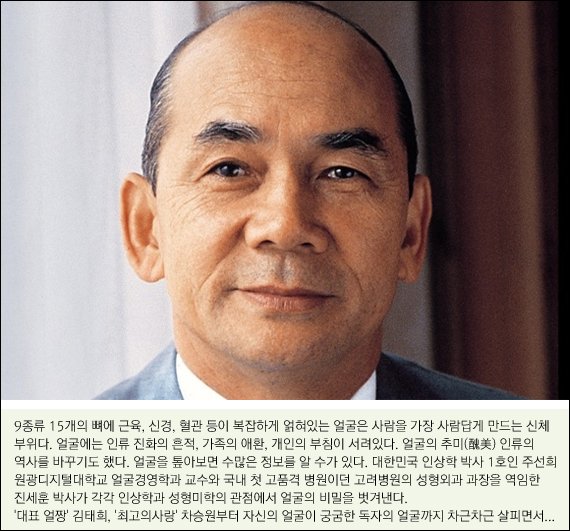 9종류 15개의 뼈에 근육, 신경, 혈관 등이 복잡하게 얽혀있는 얼굴은 사람을 가장 사람답게 만드는 신체
부위다. 얼굴에는 인류 진화의 흔적, 가족의 애환, 개인의 부침이 서려있다. 얼굴의 추미(醜美) 인류의
역사를 바꾸기도 했다. 얼굴을 톺아보면 수많은 정보를 알 수가 있다. 대한민국 인상학 박사 1호인 주선희
원광디지털대학교 얼굴경영학과 교수와 국내 첫 고품격 병원이던 고려병원의 성형외과 과장을 역임한
진세훈 박사가 각각 인상학과 성형미학의 관점에서 얼굴의 비밀을 벗겨낸다.
'대표 얼짱' 김태희, '최고의사랑' 차승원부터 자신의 얼굴이 궁굼한 독자의 얼굴까지 차근차근 살피면서...